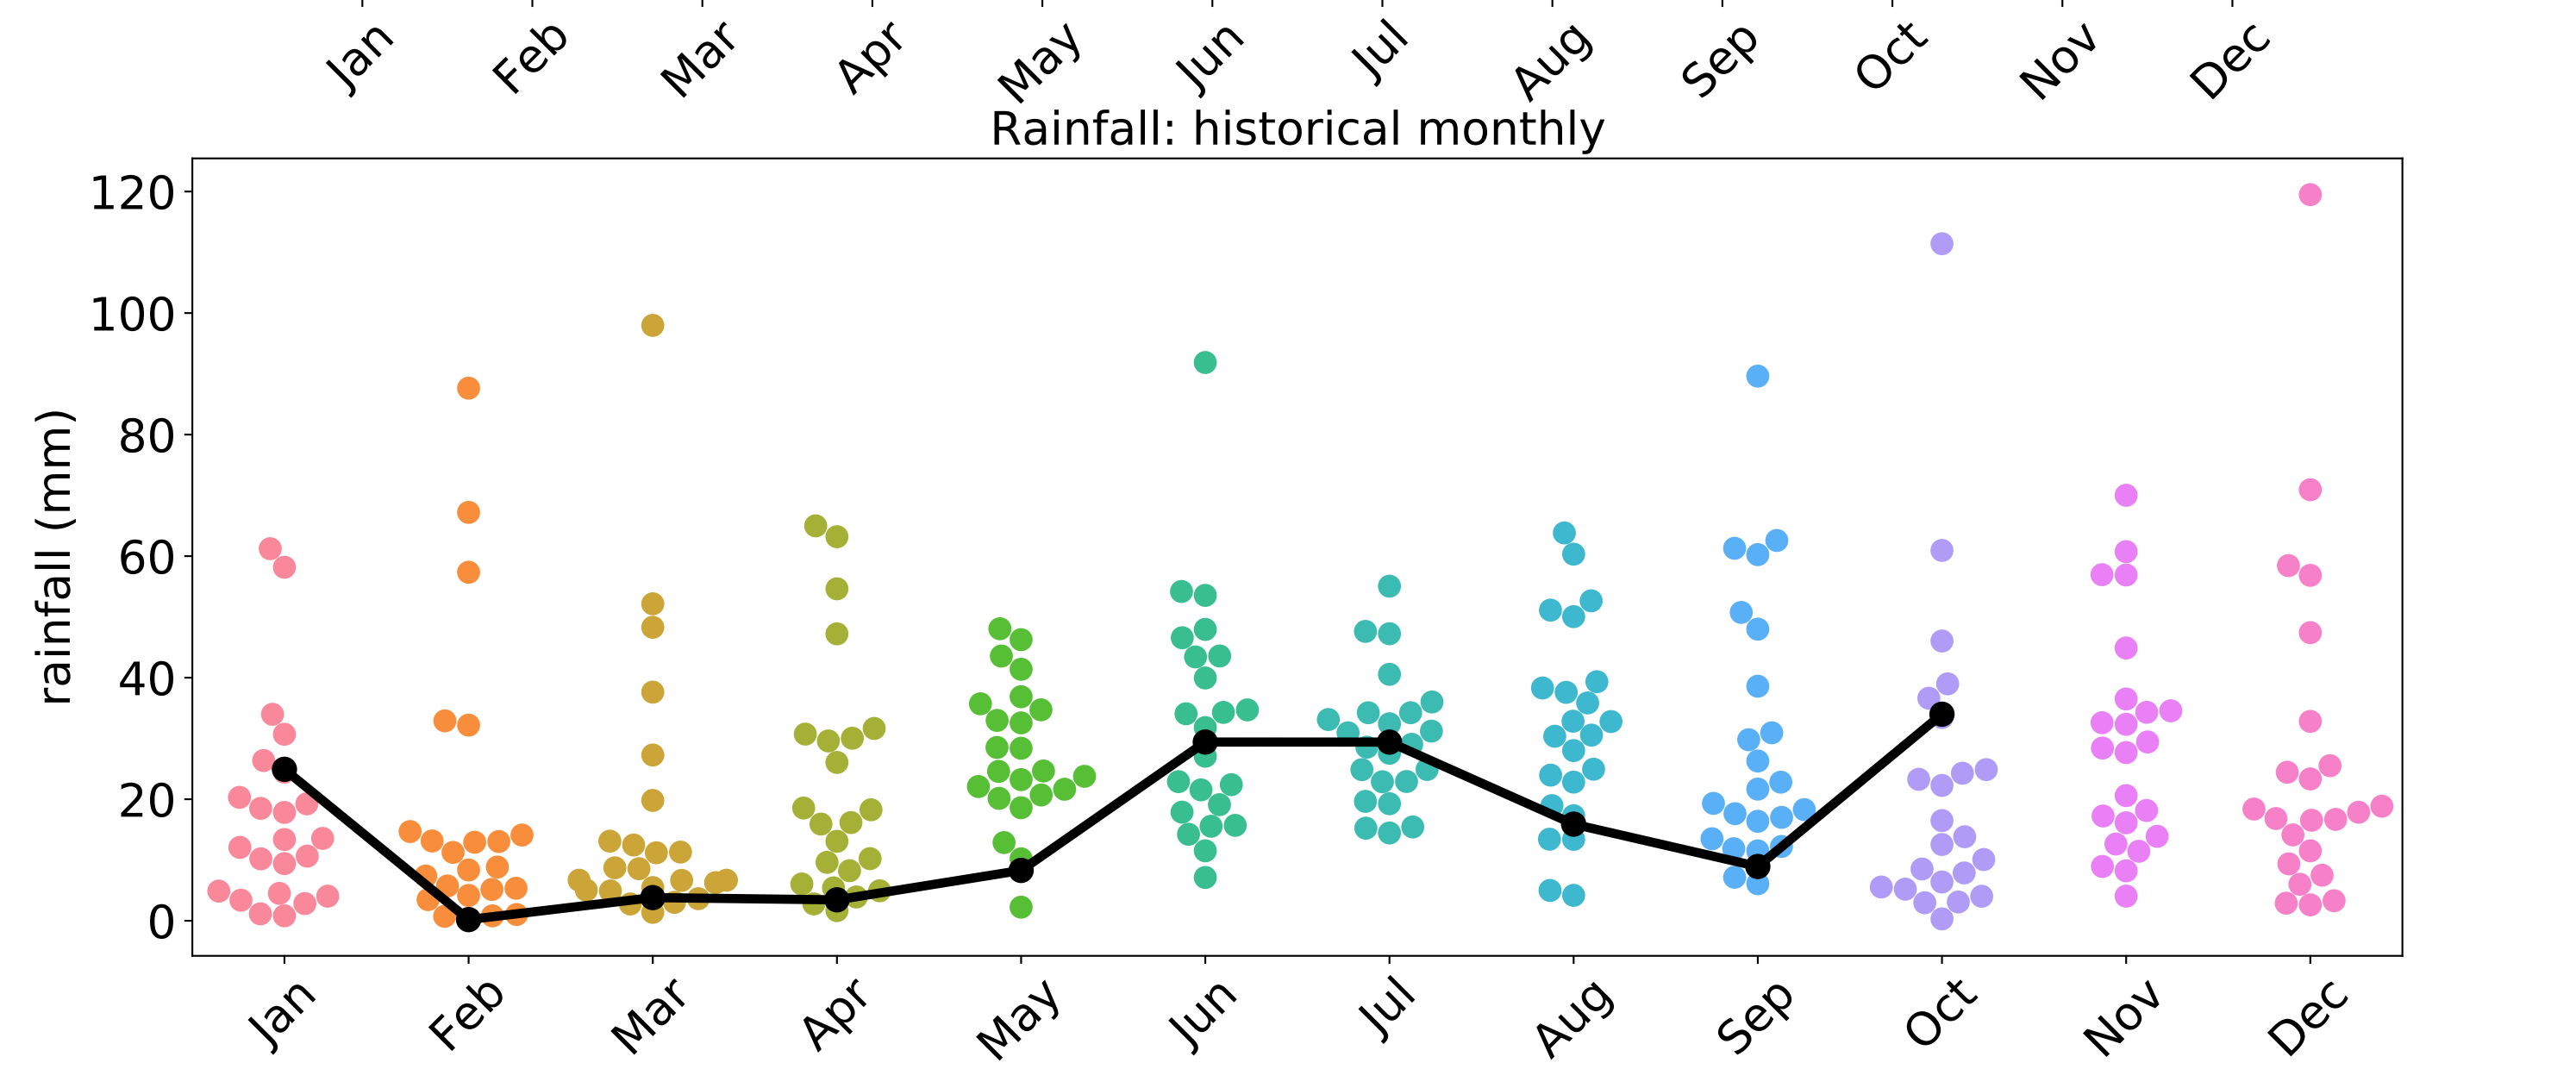 Jan Feb Mar Apr May Jun Jul Aug Sep Oct Nov Dec
Rainfall: historical monthly
rainfall (mm)
120
100
80
60
40
20
0
Jan Feb Mar Apr May Jun Jul Aug Sep Oct Nov Dec